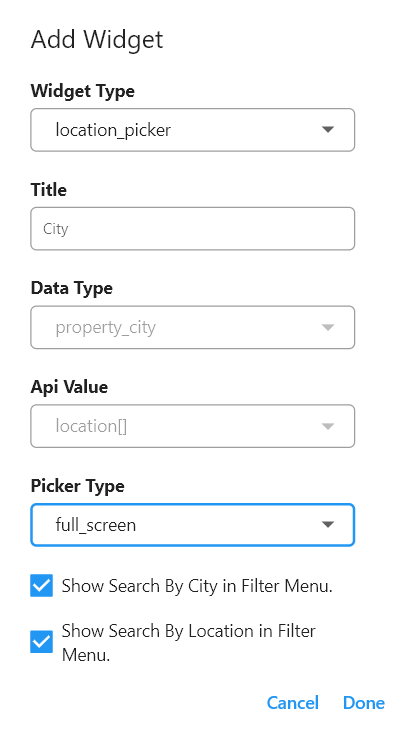 Add Widget
Widget Type
location_picker
Title
City
Data Type
property_city
Api Value
location[]
Picker Type
full_screen
Show Search By City in Filter Menu.
Show Search By Location in Filter
Menu.
Cancel Done